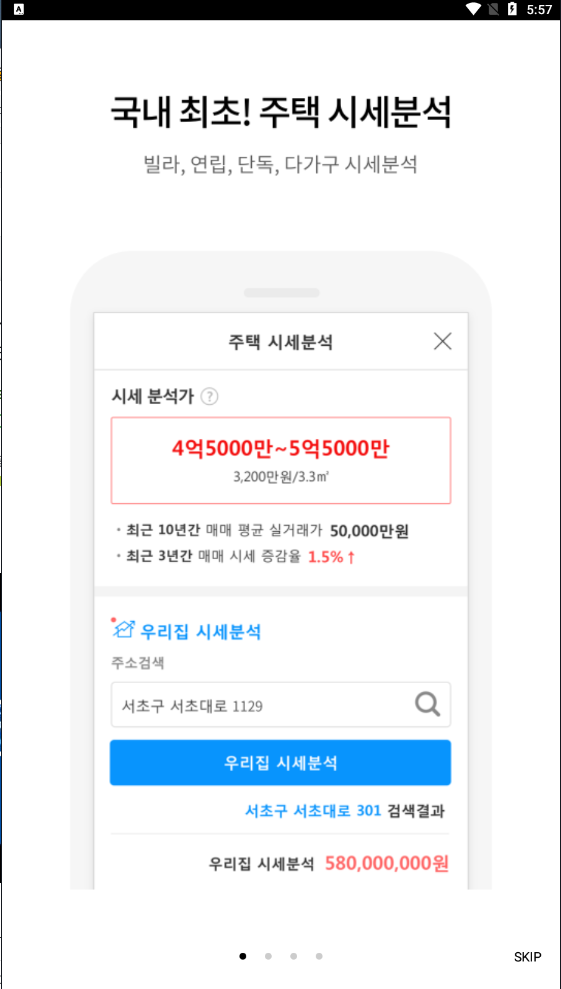 5:57
국내 최초! 주택 시세분석
빌라, 연립, 단독, 다가구 시세분석
주택 시세분석
시세 분석가 ?
4억5000만~5억5000만
3,200만원/3.3㎡
· 최근 10년간 매매 평균 실거래가 50,000만원
· 최근 3년간 매매 시세 증감율 1.5% ↑
우리집 시세분석
주소검색
서초구 서초대로 1129
우리집 시세분석
서초구 서초대로 301 검색결과
우리집 시세분석 580,000,000원
SKIP